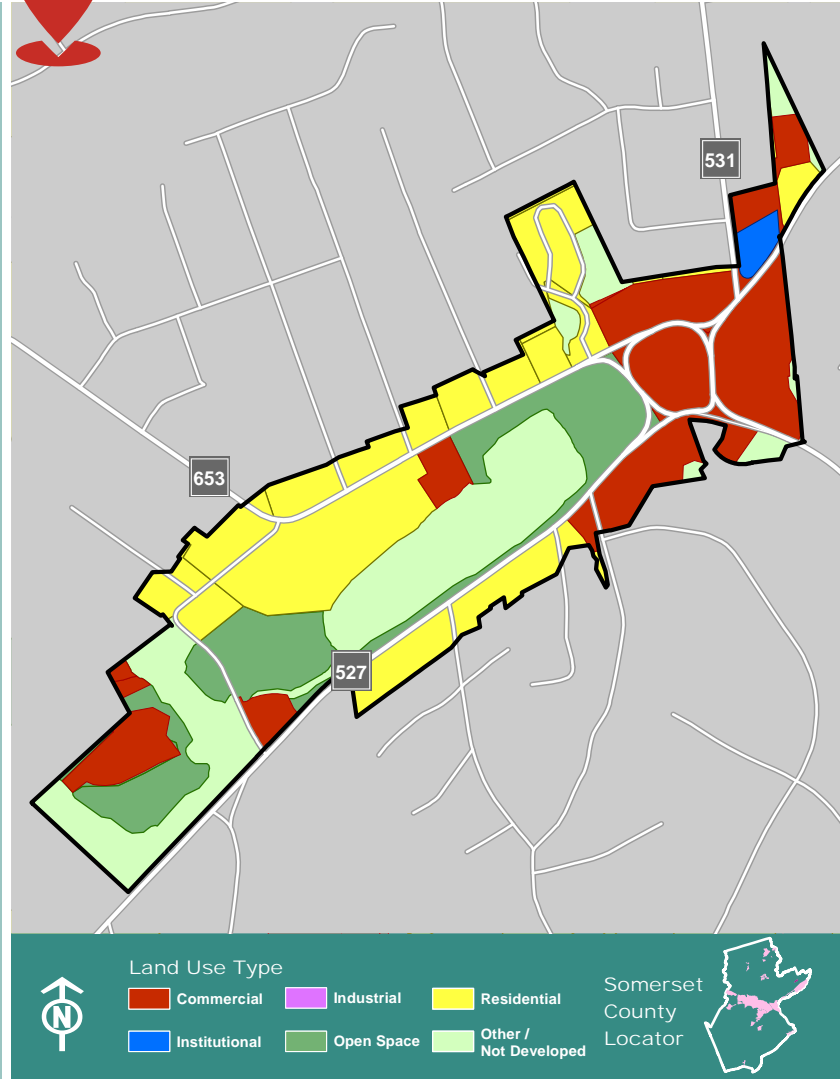 531
653
527
Land Use Type
Commercial
Industrial
Residential
Institutional
Open Space
Other /
Not Developed
N
Somerset
County
Locator